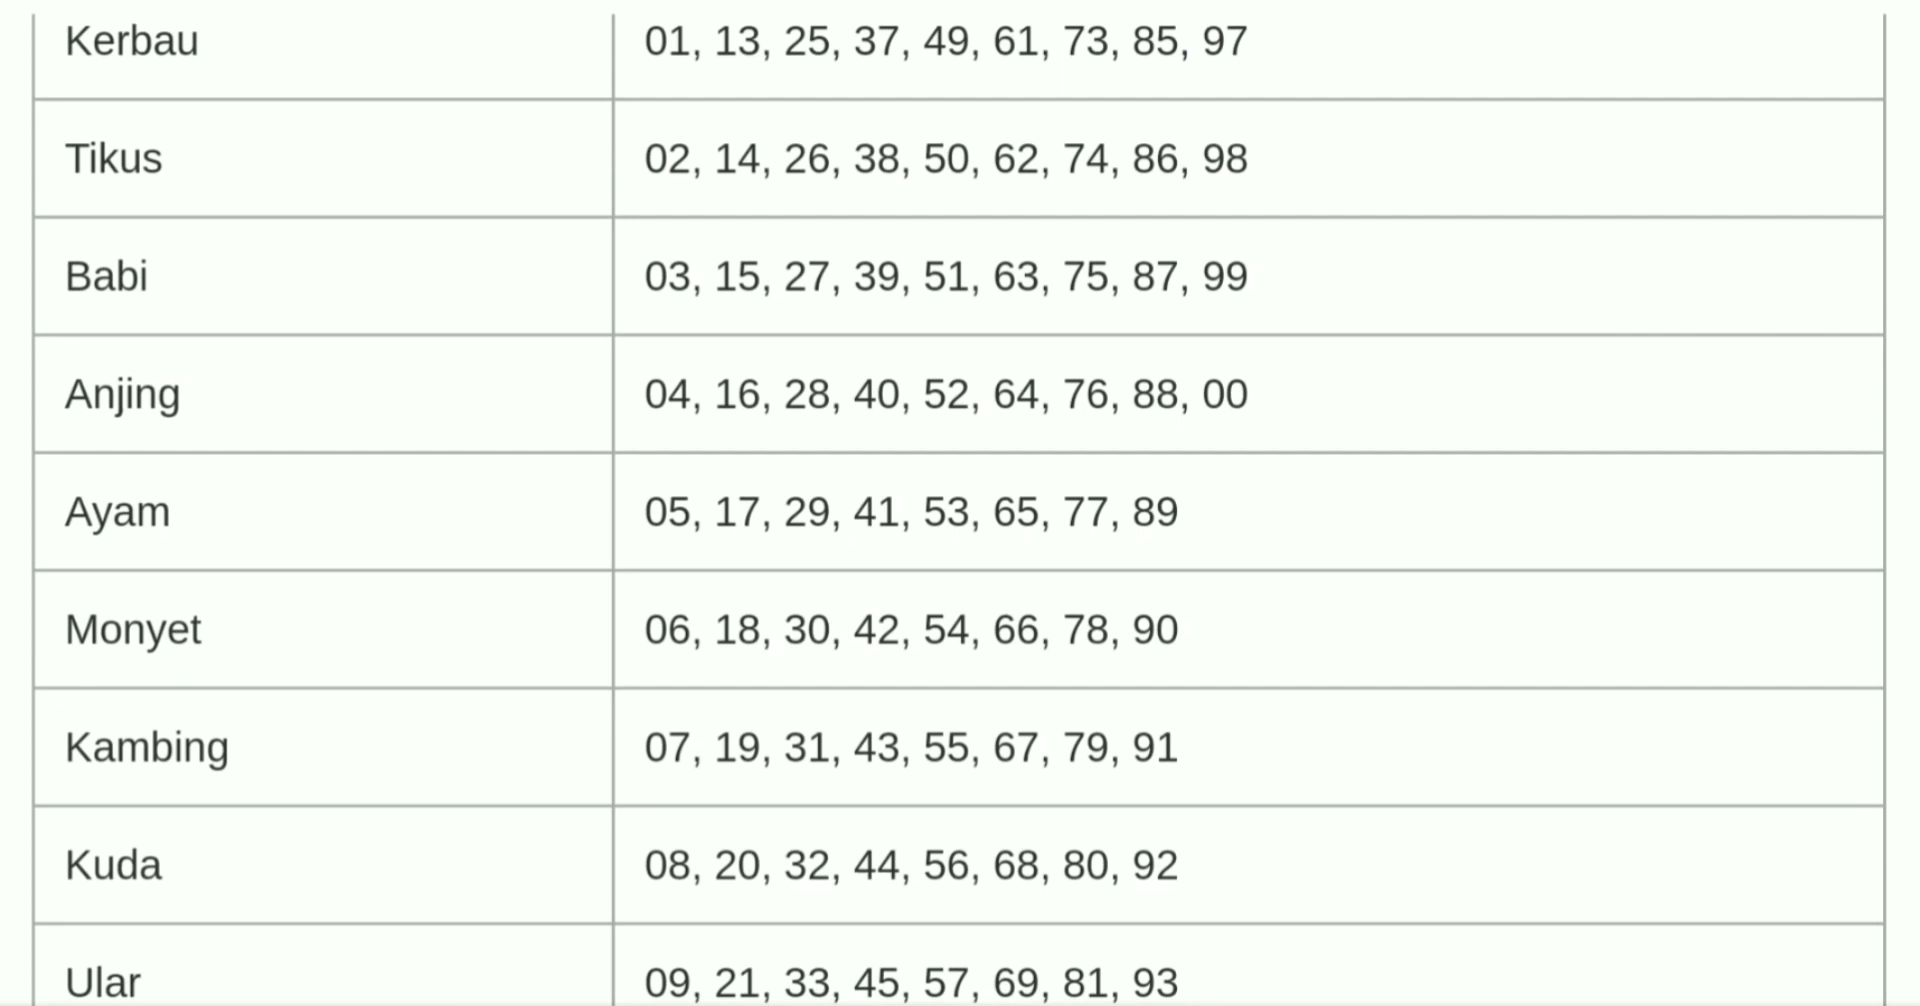 Kerbau 01, 13, 25, 37, 49, 61, 73, 85, 97
Tikus 02, 14, 26, 38, 50, 62, 74, 86, 98
Babi 03, 15, 27, 39, 51, 63, 75, 87, 99
Anjing 04, 16, 28, 40, 52, 64, 76, 88, 00
Ayam 05, 17, 29, 41, 53, 65, 77, 89
Monyet 06, 18, 30, 42, 54, 66, 78, 90
Kambing 07, 19, 31, 43, 55, 67, 79, 91
Kuda 08, 20, 32, 44, 56, 68, 80, 92
Ular 09, 21, 33, 45, 57, 69, 81, 93